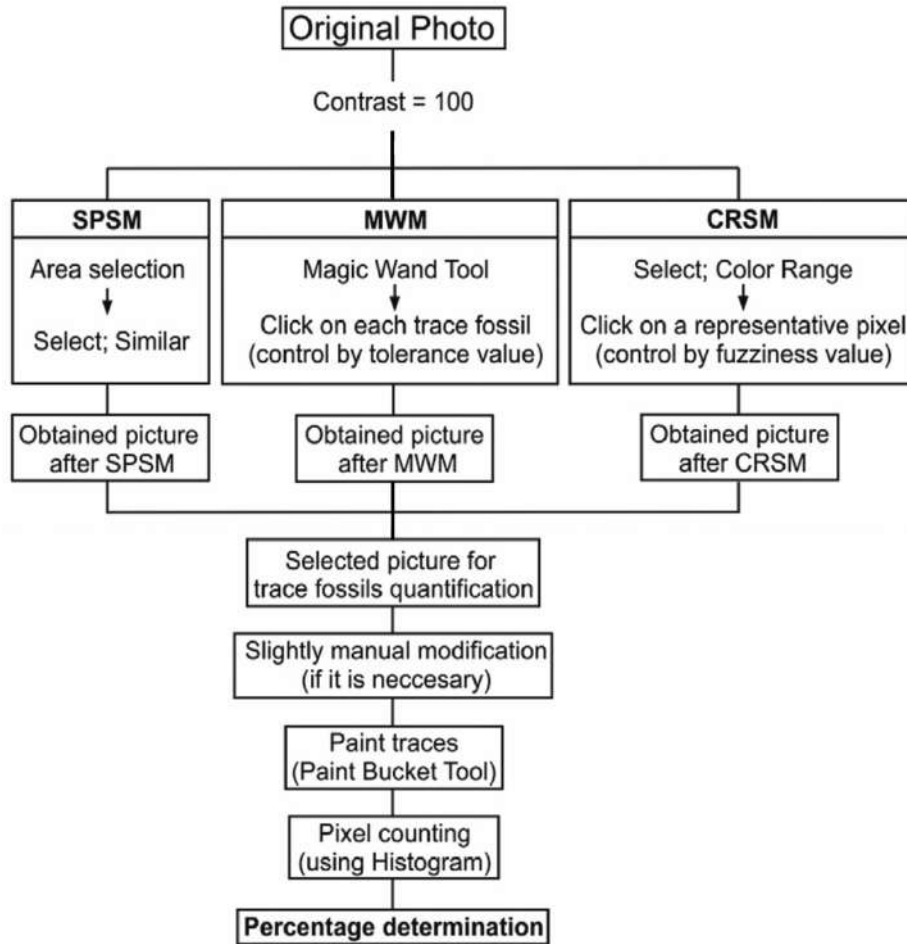 Original Photo
Contrast = 100
SPSM
Area selection
Select; Similar
MWM
Magic Wand Tool
Click on each trace fossil
(control by tolerance value)
CRSM
Select; Color Range
Click on a representative pixel
(control by fuzziness value)
Obtained picture
after SPSM
Obtained picture
after MWM
Obtained picture
after CRSM
Selected picture for
trace fossils quantification
Slightly manual modification
(if it is neccesary)
Paint traces
(Paint Bucket Tool)
Pixel counting
(using Histogram)
Percentage determination